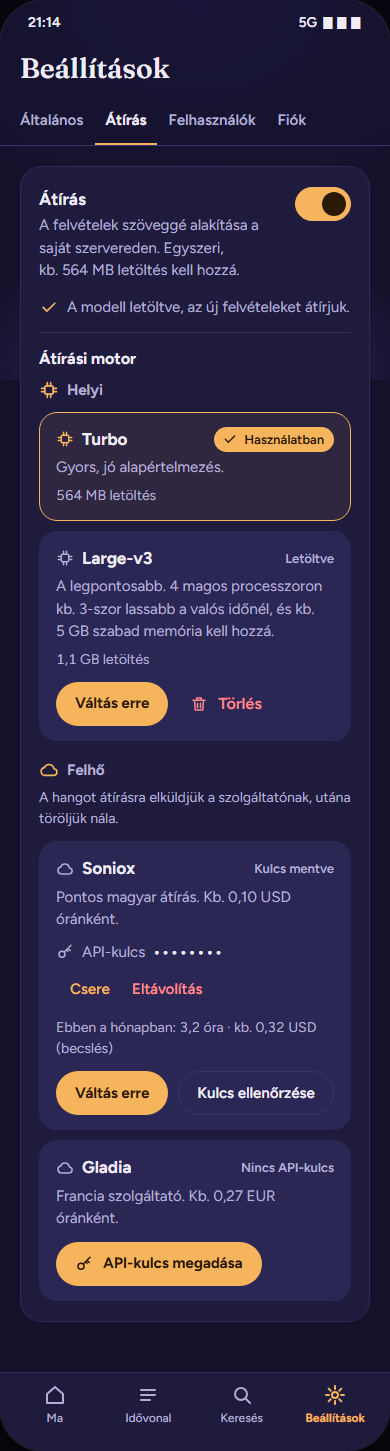 21:14
5G
Beállítások
Általános Átírás Felhasználók Fiók
Átírás
A felvételek szöveggé alakítása a
saját szervereden. Egyszeri,
kb. 564 MB letöltés kell hozzá.
A modell letöltve, az új felvételeket átírjuk.
Átírási motor
Helyi
Turbo
Használatban
Gyors, jó alapértelmezés.
564 MB letöltés
Large-v3
Letöltve
A legpontosabb. 4 magos processzoron
kb. 3-szor lassabb a valós időnél, és kb.
5 GB szabad memória kell hozzá.
1,1 GB letöltés
Váltás erre
Törlés
Felhő
A hangot átírásra elküldjük a szolgáltatónak, utána
töröljük nála.
Soniox
Kulcs mentve
Pontos magyar átírás. Kb. 0,10 USD
óránként.
API-kulcs ••••••••
Csere Eltávolítás
Ebben a hónapban: 3,2 óra · kb. 0,32 USD
(becslés)
Váltás erre
Kulcs ellenőrzése
Gladia
Nincs API-kulcs
Francia szolgáltató. Kb. 0,27 EUR
óránként.
API-kulcs megadása
Ma Idővonal Keresés Beállítások